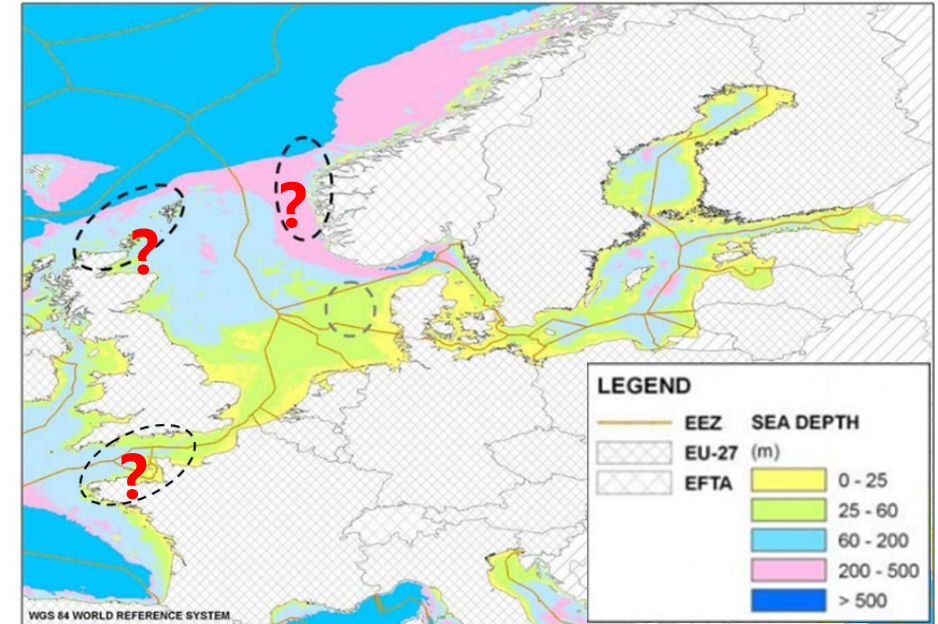 ?
?
?
LEGEND
EEZ SEA DEPTH
EU-27 (m)
EFTA
0 - 25
25 - 60
60 - 200
200 - 500
> 500
WGS 84 WORLD REFERENCE SYSTEM